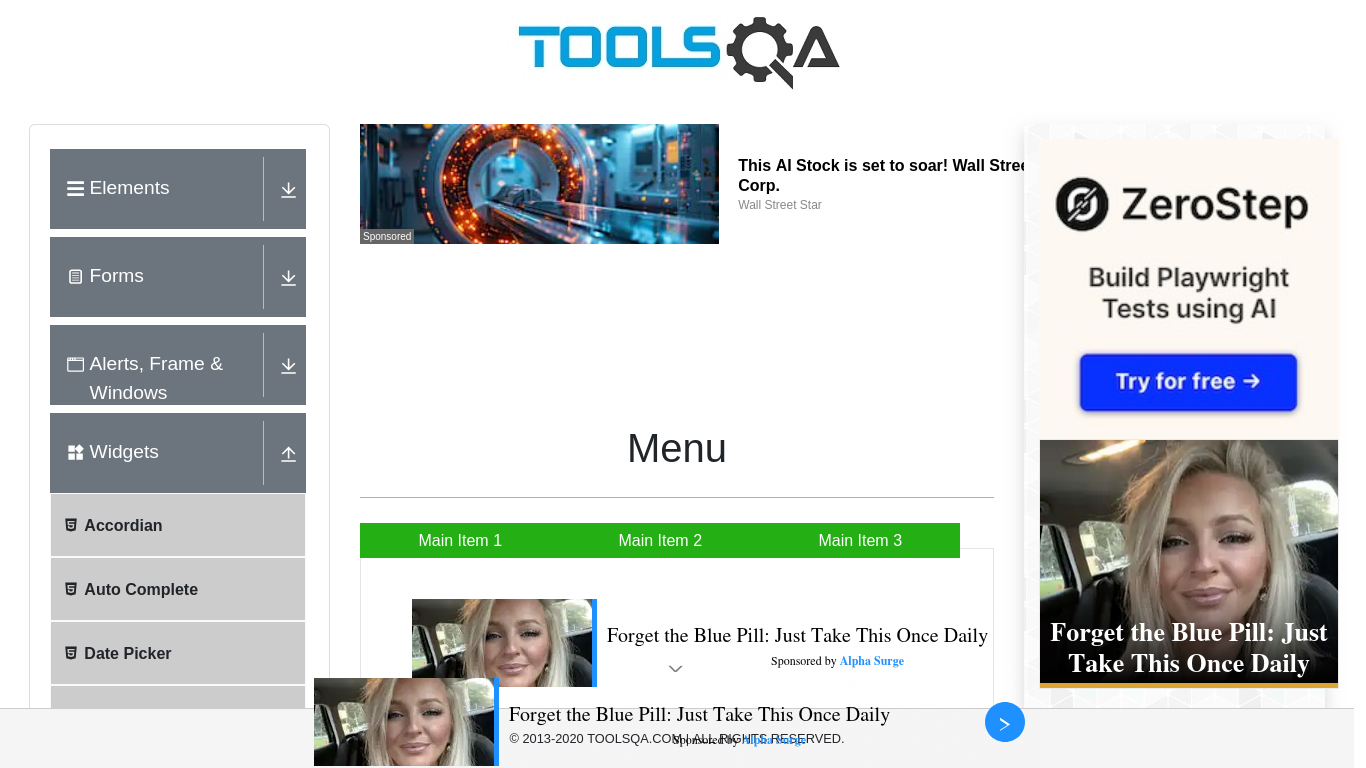 TOOLSQA
Elements
Forms
Alerts, Frame &
Windows
Widgets
Accordian
Auto Complete
Date Picker
Sponsored
This AI Stock is set to soar! Wall Stree
Corp.
Wall Street Star
Menu
Main Item 1
Main Item 2
Main Item 3
Forget the Blue Pill: Just Take This Once Daily
Sponsored by Alpha Surge
Forget the Blue Pill: Just Take This Once Daily
Sponsored by Alpha Surge
© 2013-2020 TOOLSQA.COM | ALL RIGHTS RESERVED.
ZeroStep
Build Playwright
Tests using AI
Try for free →
Forget the Blue Pill: Just
Take This Once Daily